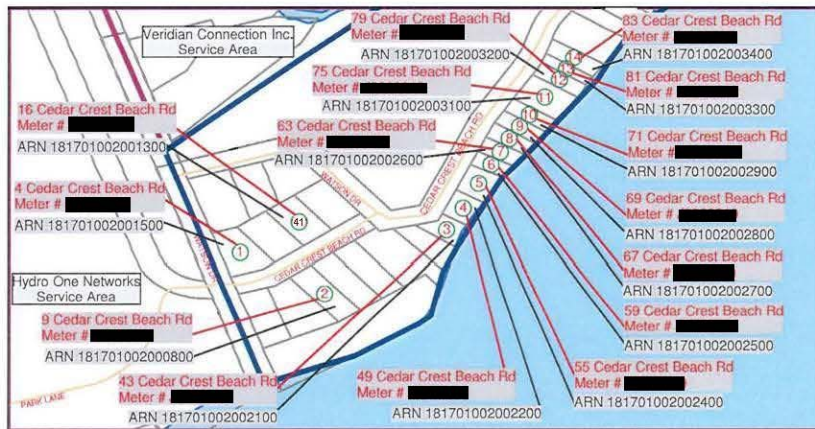 Veridian Connection Inc.
Service Area
79 Cedar Crest Beach Rd
Meter #
ARN 181701002003200
83 Cedar Crest Beach Rd
Meter #
ARN 181701002003400
75 Cedar Crest Beach Rd
Meter #
ARN 181701002003100
81 Cedar Crest Beach Rd
Meter #
ARN 181701002003300
16 Cedar Crest Beach Rd
Meter #
ARN 181701002001300
63 Cedar Crest Beach Rd
Meter #
ARN 181701002002600
71 Cedar Crest Beach Rd
Meter #
ARN 181701002002900
4 Cedar Crest Beach Rd
Meter #
ARN 181701002001500
69 Cedar Crest Beach Rd
Meter #
ARN 181701002002800
Hydro One Networks
Service Area
67 Cedar Crest Beach Rd
Meter #
ARN 181701002002700
9 Cedar Crest Beach Rd
Meter #
ARN 181701002000800
59 Cedar Crest Beach Rd
Meter #
ARN 181701002002500
43 Cedar Crest Beach Rd
Meter #
ARN 181701002002100
49 Cedar Crest Beach Rd
Meter #
ARN 181701002002200
55 Cedar Crest Beach Rd
Meter #
ARN 181701002002400
14
13
12
11
10
9
8
7
6
5
4
3
41
1
2
WATSON DR
CEDAR CREST BEACH RD
WATSON DR
CEDAR CREST BEACH RD
PARK LANE